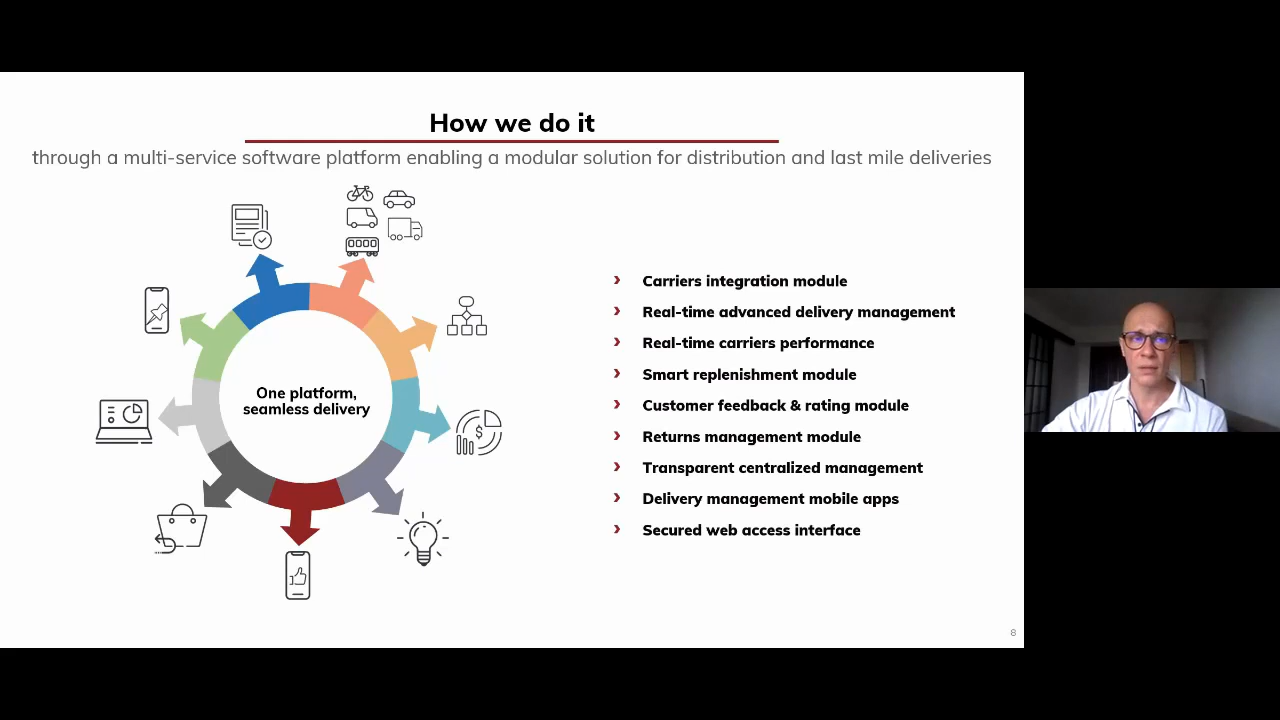 How we do it
through a multi-service software platform enabling a modular solution for distribution and last mile deliveries
One platform,
seamless delivery
Carriers integration module
Real-time advanced delivery management
Real-time carriers performance
Smart replenishment module
Customer feedback & rating module
Returns management module
Transparent centralized management
Delivery management mobile apps
Secured web access interface
8